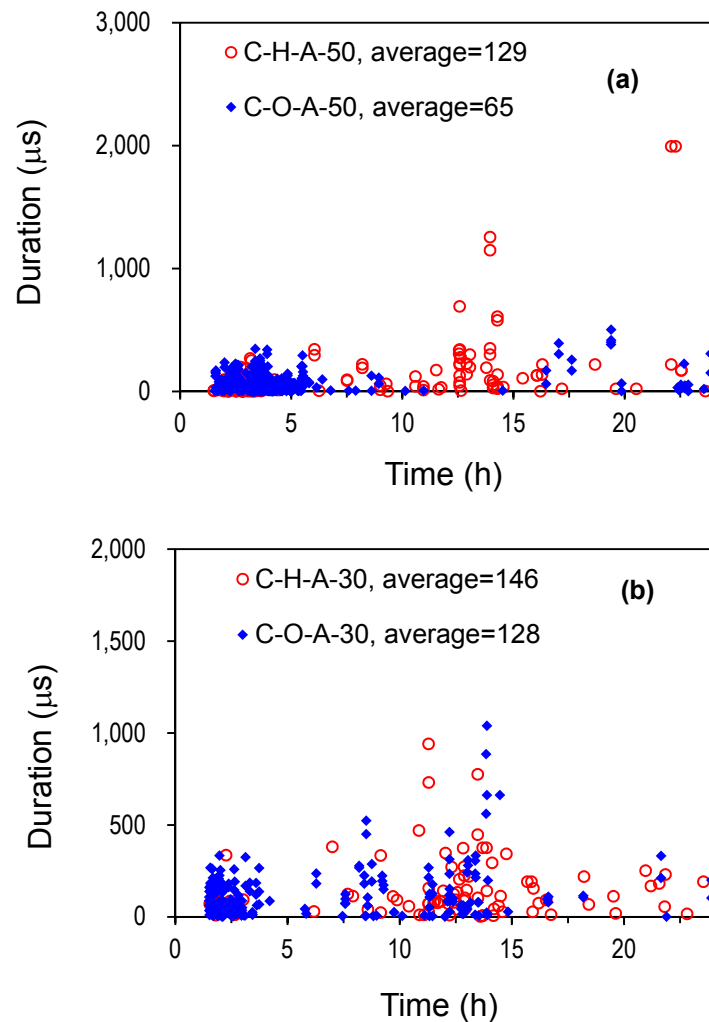 3,000
C-H-A-50, average=129
(a)
C-O-A-50, average=65
2,000
1,000
0
Duration (μs)
0 5 10 15 20
Time (h)
2,000
C-H-A-30, average=146
(b)
C-O-A-30, average=128
1,500
1,000
500
0
Duration (μs)
0 5 10 15 20
Time (h)